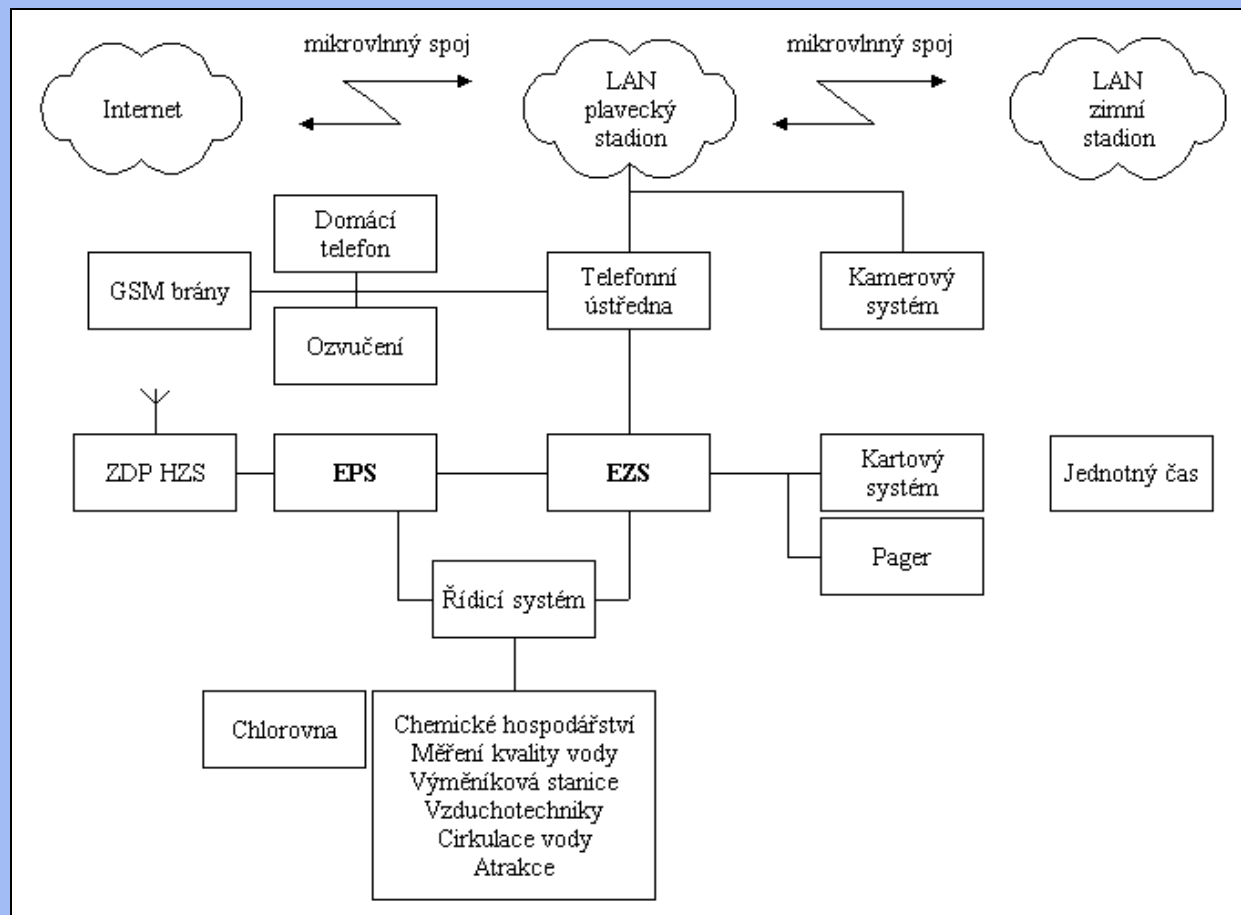 mikrovlnný spoj
mikrovlnný spoj
Internet
LAN
plavecký
stadion
LAN
zimní
stadion
Domácí
telefon
GSM brány
Telefonní
ústředna
Kamerový
systém
Ozvučení
ZDP HZS
EPS
EZS
Kartový
systém
Jednotný čas
Pager
Řídicí systém
Chlorovna
Chemické hospodářství
Měření kvality vody
Výměníková stanice
Vzduchotechniky
Cirkulace vody
Atrakce